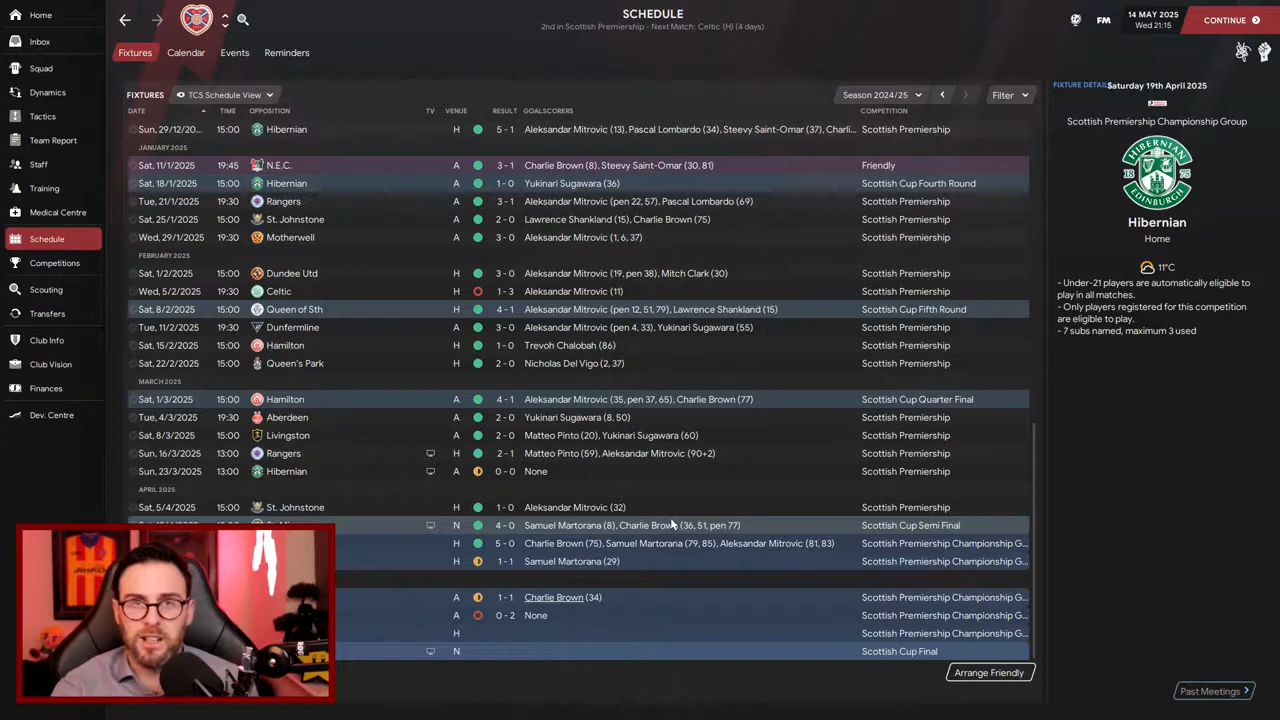 SCHEDULE
2nd in Scottish Premiership - Next Match: Celtic (H) (4 days)
FM
14 MAY 2025
Wed 21:15
CONTINUE
Home
Inbox
Squad
Dynamics
Tactics
Team Report
Staff
Training
Medical Centre
Schedule
Competitions
Scouting
Transfers
Club Info
Club Vision
Finances
Dev. Centre
Fixtures Calendar Events Reminders
FIXTURES TCS Schedule View Season 2024/25 Filter
DATE TIME OPPOSITION TV VENUE RESULT GOALSCORERS COMPETITION
Sun, 29/12/20... 15:00 Hibernian H 5 - 1 Aleksandar Mitrovic (13), Pascal Lombardo (34), Steevy Saint-Omar (37), Charli... Scottish Premiership
JANUARY 2025
Sat, 11/1/2025 19:45 N.E.C. A 3 - 1 Charlie Brown (8), Steevy Saint-Omar (30, 81) Friendly
Sat, 18/1/2025 15:00 Hibernian A 1 - 0 Yukinari Sugawara (36) Scottish Cup Fourth Round
Tue, 21/1/2025 19:30 Rangers A 3 - 1 Aleksandar Mitrovic (pen 22, 57), Pascal Lombardo (69) Scottish Premiership
Sat, 25/1/2025 15:00 St. Johnstone A 2 - 0 Lawrence Shankland (15), Charlie Brown (75) Scottish Premiership
Wed, 29/1/2025 19:30 Motherwell A 3 - 0 Aleksandar Mitrovic (1, 6, 37) Scottish Premiership
FEBRUARY 2025
Sat, 1/2/2025 15:00 Dundee Utd H 3 - 0 Aleksandar Mitrovic (19, pen 38), Mitch Clark (30) Scottish Premiership
Wed, 5/2/2025 19:30 Celtic H 1 - 3 Aleksandar Mitrovic (11) Scottish Premiership
Sat, 8/2/2025 15:00 Queen of Sth H 4 - 1 Aleksandar Mitrovic (pen 12, 51, 79), Lawrence Shankland (15) Scottish Cup Fifth Round
Tue, 11/2/2025 19:30 Dunfermline A 3 - 0 Aleksandar Mitrovic (pen 4, 33), Yukinari Sugawara (55) Scottish Premiership
Sat, 15/2/2025 15:00 Hamilton H 1 - 0 Trevoh Chalobah (86) Scottish Premiership
Sat, 22/2/2025 15:00 Queen's Park H 2 - 0 Nicholas Del Vigo (2, 37) Scottish Premiership
MARCH 2025
Sat, 1/3/2025 15:00 Hamilton A 4 - 1 Aleksandar Mitrovic (35, pen 37, 65), Charlie Brown (77) Scottish Cup Quarter Final
Tue, 4/3/2025 19:30 Aberdeen A 2 - 0 Yukinari Sugawara (8, 50) Scottish Premiership
Sat, 8/3/2025 15:00 Livingston A 2 - 0 Matteo Pinto (20), Yukinari Sugawara (60) Scottish Premiership
Sun, 16/3/2025 13:00 Rangers H 2 - 1 Matteo Pinto (59), Aleksandar Mitrovic (90+2) Scottish Premiership
Sun, 23/3/2025 13:00 Hibernian A 0 - 0 None Scottish Premiership
APRIL 2025
Sat, 5/4/2025 15:00 St. Johnstone H 1 - 0 Aleksandar Mitrovic (32) Scottish Premiership
N 4 - 0 Samuel Martorana (8), Charlie Brown (36, 51, pen 77) Scottish Cup Semi Final
H 5 - 0 Charlie Brown (75), Samuel Martorana (79, 85), Aleksandar Mitrovic (81, 83) Scottish Premiership Championship G...
H 1 - 1 Samuel Martorana (29) Scottish Premiership Championship G...
A 1 - 1 Charlie Brown (34) Scottish Premiership Championship G...
A 0 - 2 None Scottish Premiership Championship G...
H Scottish Premiership Championship G...
N Scottish Cup Final
Arrange Friendly
FIXTURE DETAILS
Saturday 19th April 2025
Scottish Premiership Championship Group
HIBERNIAN
18 75
EDINBURGH
Hibernian
Home
11°C
- Under-21 players are automatically eligible to
play in all matches.
- Only players registered for this competition
are eligible to play.
- 7 subs named, maximum 3 used
Past Meetings